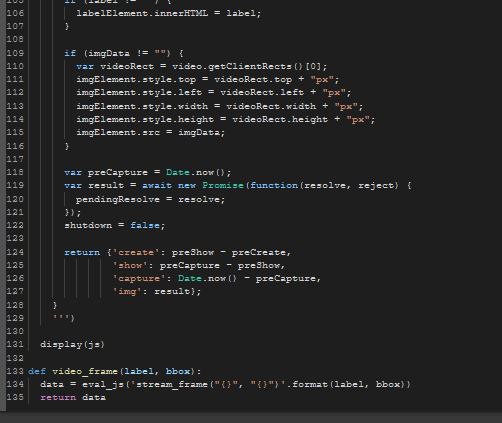 105 if (label != "") {
106 labelElement.innerHTML = label;
107 }
108
109 if (imgData != "") {
110 var videoRect = video.getClientRects()[0];
111 imgElement.style.top = videoRect.top + "px";
112 imgElement.style.left = videoRect.left + "px";
113 imgElement.style.width = videoRect.width + "px";
114 imgElement.style.height = videoRect.height + "px";
115 imgElement.src = imgData;
116 }
117
118 var preCapture = Date.now();
119 var result = await new Promise(function(resolve, reject) {
120 pendingResolve = resolve;
121 });
122 shutdown = false;
123
124 return {'create': preShow - preCreate,
125 'show': preCapture - preShow,
126 'capture': Date.now() - preCapture,
127 'img': result};
128 }
129 ''')
130
131 display(js)
132
133 def video_frame(label, bbox):
134 data = eval_js('stream_frame("{}", "{}")'.format(label, bbox))
135 return data